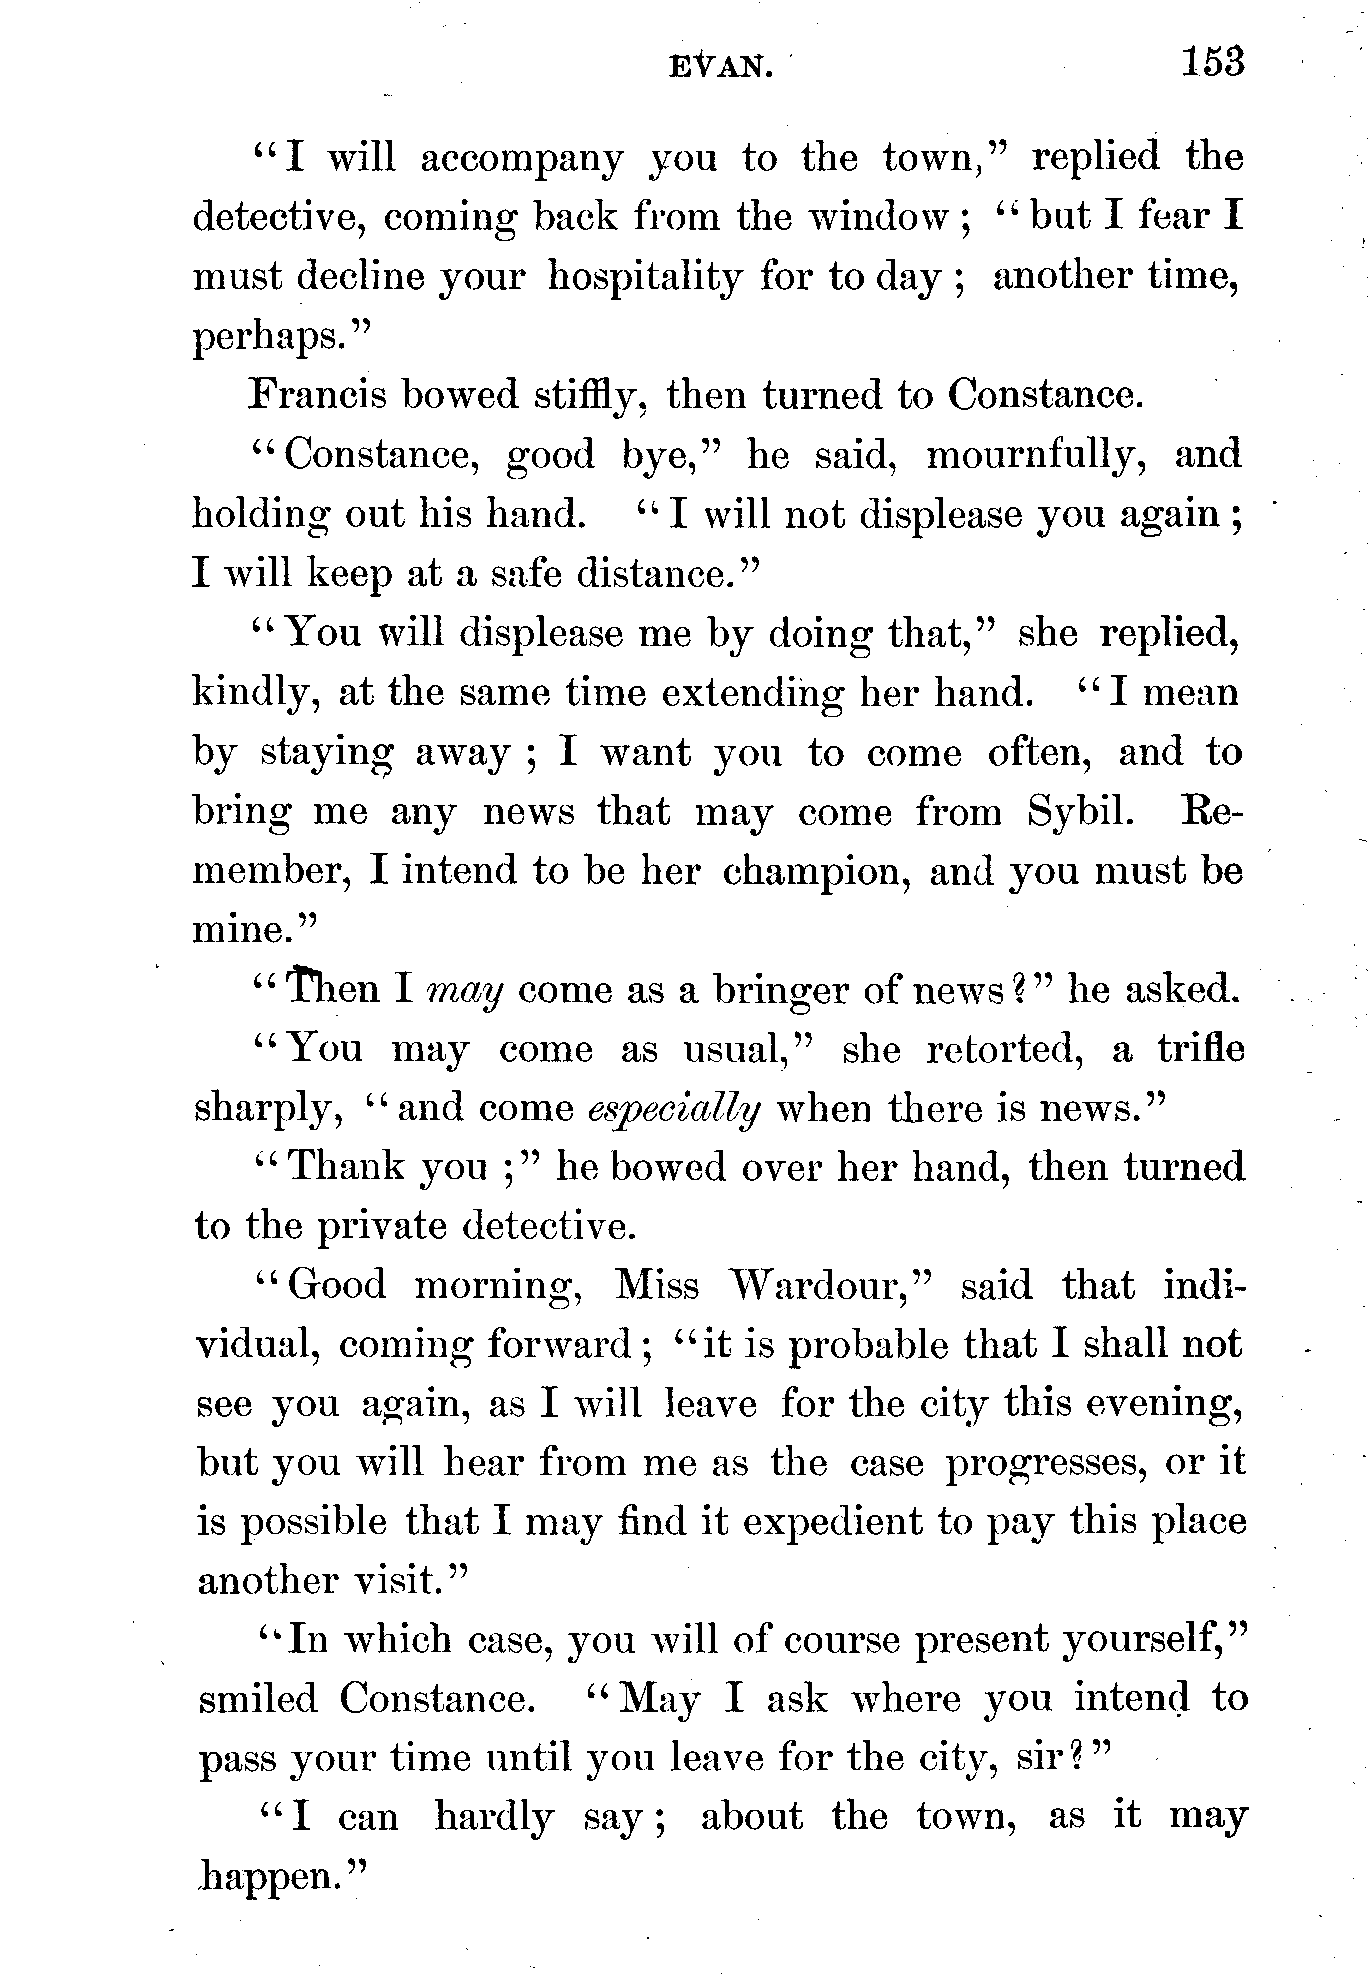 EVAN. 153
“I will accompany you to the town,” replied the
detective, coming back from the window; “but I fear I
must decline your hospitality for to day; another time,
perhaps.”
Francis bowed stiffly, then turned to Constance.
“Constance, good bye,” he said, mournfully, and
holding out his hand. “I will not displease you again;
I will keep at a safe distance.”
“You will displease me by doing that,” she replied,
kindly, at the same time extending her hand. “I mean
by staying away; I want you to come often, and to
bring me any news that may come from Sybil. Re-
member, I intend to be her champion, and you must be
mine.”
“Then I may come as a bringer of news?” he asked.
“You may come as usual,” she retorted, a trifle
sharply, “and come especially when there is news.”
“Thank you;” he bowed over her hand, then turned
to the private detective.
“Good morning, Miss Wardour,” said that indi-
vidual, coming forward; “it is probable that I shall not
see you again, as I will leave for the city this evening,
but you will hear from me as the case progresses, or it
is possible that I may find it expedient to pay this place
another visit.”
“In which case, you will of course present yourself,”
smiled Constance. “May I ask where you intend to
pass your time until you leave for the city, sir?”
“I can hardly say; about the town, as it may
happen.”